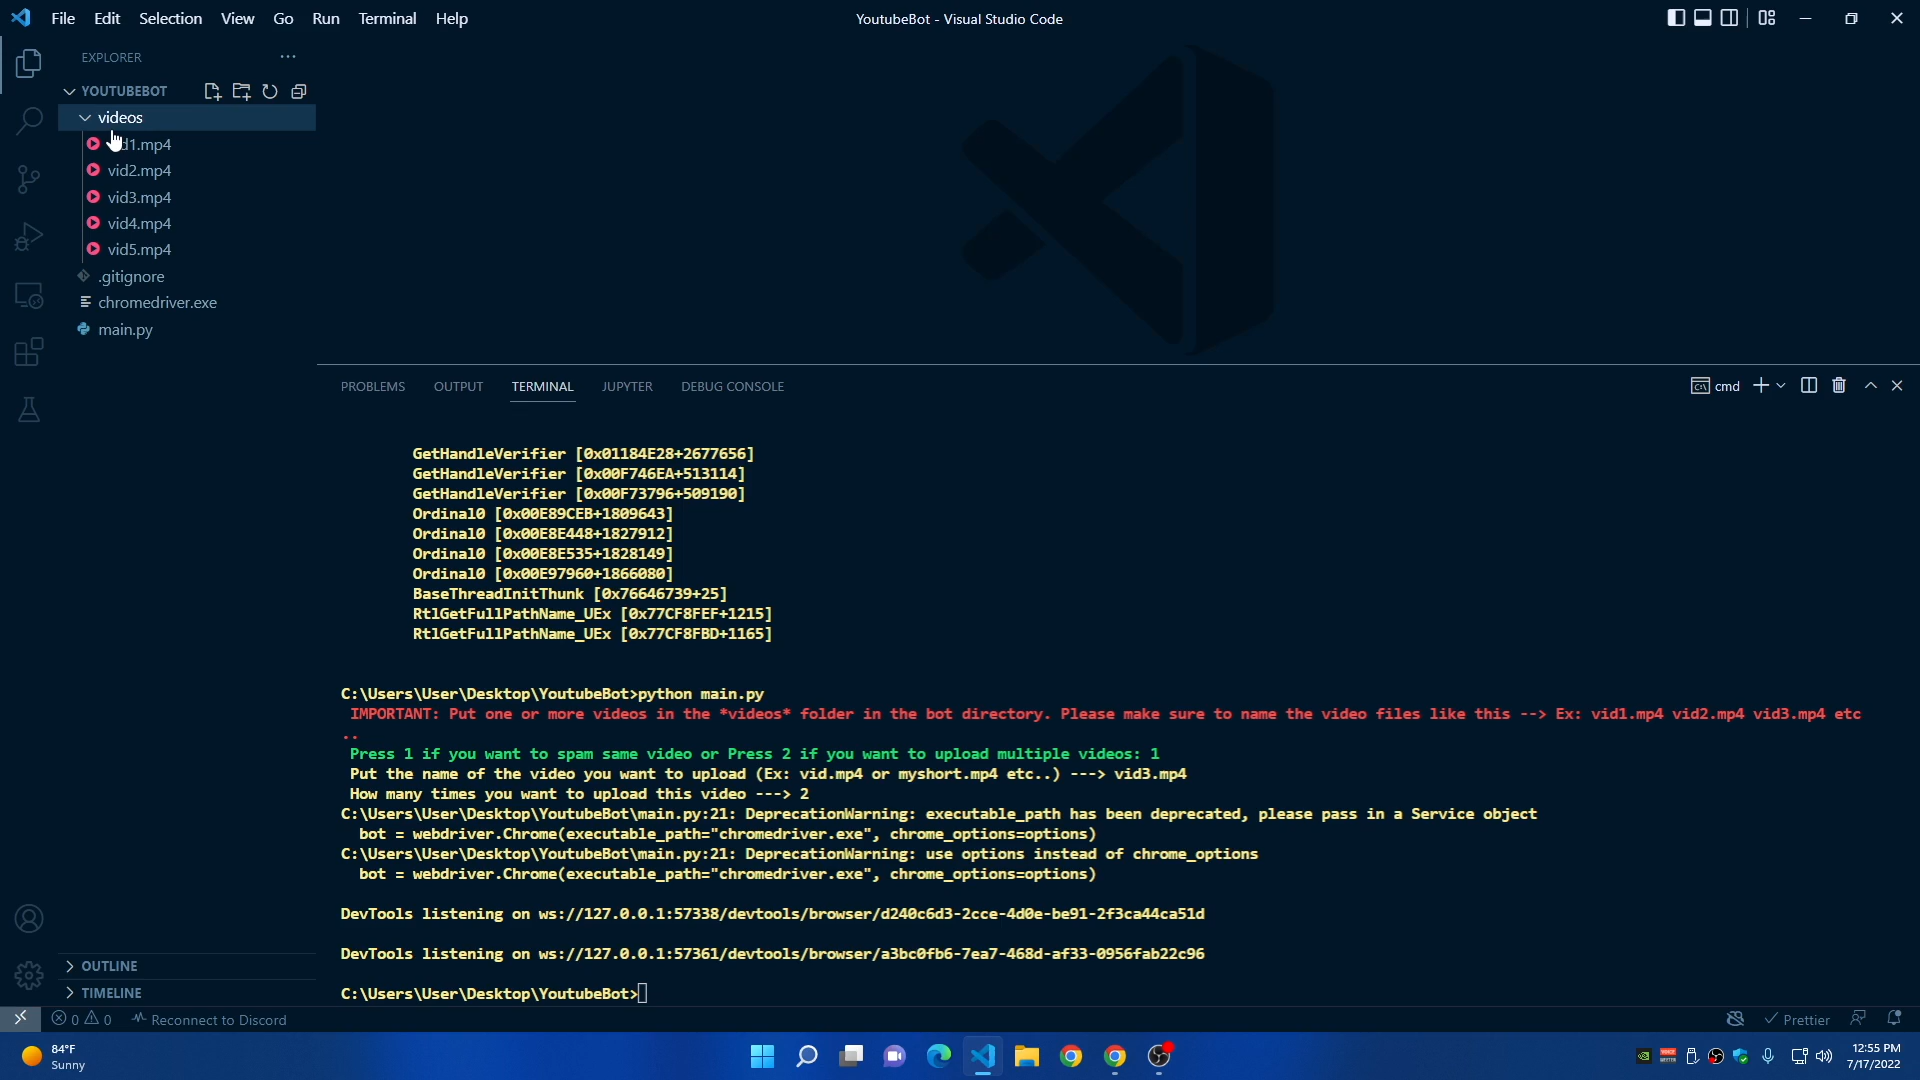 File Edit Selection View Go Run Terminal Help
YoutubeBot - Visual Studio Code
EXPLORER
YOUTUBEBOT
videos
d1.mp4
vid2.mp4
vid3.mp4
vid4.mp4
vid5.mp4
.gitignore
chromedriver.exe
main.py
OUTLINE
TIMELINE
PROBLEMS OUTPUT TERMINAL JUPYTER DEBUG CONSOLE
cmd
GetHandleVerifier [0x01184E28+2677656]
GetHandleVerifier [0x00F746EA+513114]
GetHandleVerifier [0x00F73796+509190]
Ordinal0 [0x00E89CEB+1809643]
Ordinal0 [0x00E8E448+1827912]
Ordinal0 [0x00E8E535+1828149]
Ordinal0 [0x00E97960+1866080]
BaseThreadInitThunk [0x76646739+25]
RtlGetFullPathName_UEx [0x77CF8FEF+1215]
RtlGetFullPathName_UEx [0x77CF8FBD+1165]
C:\Users\User\Desktop\YoutubeBot>python main.py
IMPORTANT: Put one or more videos in the *videos* folder in the bot directory. Please make sure to name the video files like this --> Ex: vid1.mp4 vid2.mp4 vid3.mp4 etc
..
Press 1 if you want to spam same video or Press 2 if you want to upload multiple videos: 1
Put the name of the video you want to upload (Ex: vid.mp4 or myshort.mp4 etc..) ---> vid3.mp4
How many times you want to upload this video ---> 2
C:\Users\User\Desktop\YoutubeBot\main.py:21: DeprecationWarning: executable_path has been deprecated, please pass in a Service object
bot = webdriver.Chrome(executable_path="chromedriver.exe", chrome_options=options)
C:\Users\User\Desktop\YoutubeBot\main.py:21: DeprecationWarning: use options instead of chrome_options
bot = webdriver.Chrome(executable_path="chromedriver.exe", chrome_options=options)
DevTools listening on ws://127.0.0.1:57338/devtools/browser/d240c6d3-2cce-4d0e-be91-2f3ca44ca51d
DevTools listening on ws://127.0.0.1:57361/devtools/browser/a3bc0fb6-7ea7-468d-af33-0956fab22c96
C:\Users\User\Desktop\YoutubeBot>
0 0 Reconnect to Discord
Prettier
84°F
Sunny
12:55 PM
7/17/2022